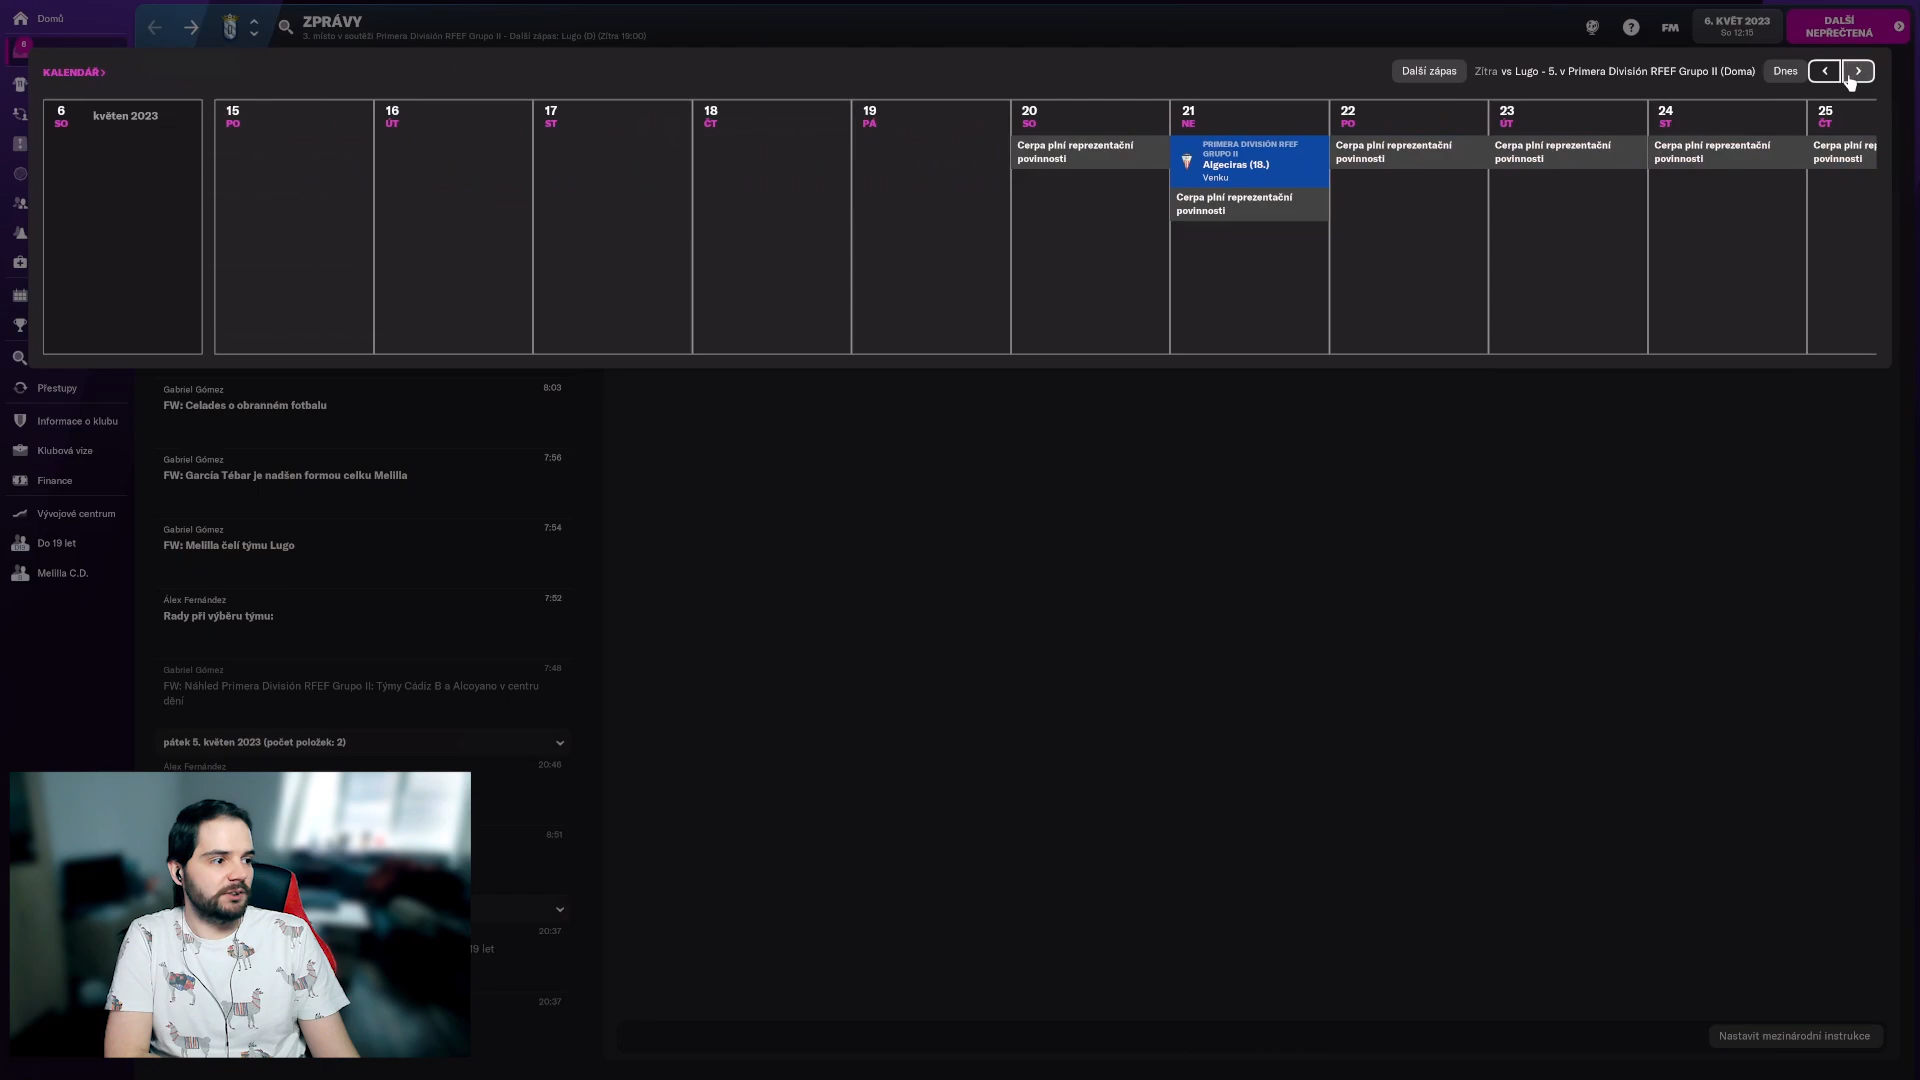 Domů
ZPRÁVY
3. místo v soutěži Primera División RFEF Grupo II - Další zápas: Lugo (D) (Zítra 19:00)
FM
6. KVĚT 2023
So 12:15
DALŠÍ
NEPŘEČTENÁ
6
KALENDÁŘ
Další zápas
Zítra vs Lugo - 5. v Primera División RFEF Grupo II (Doma)
Dnes
6
SO
květen 2023
15
PO
16
ÚT
17
ST
18
ČT
19
PÁ
20
SO
Cerpa plní reprezentační
povinnosti
21
NE
PRIMERA DIVISIÓN RFEF
GRUPO II
Algeciras (18.)
Venku
Cerpa plní reprezentační
povinnosti
22
PO
Cerpa plní reprezentační
povinnosti
23
ÚT
Cerpa plní reprezentační
povinnosti
24
ST
Cerpa plní reprezentační
povinnosti
25
ČT
Cerpa plní rep
povinnosti
Přestupy
Informace o klubu
Klubová vize
Finance
Vývojové centrum
Do 19 let
Melilla C.D.
Gabriel Gómez
8:03
FW: Celades o obranném fotbalu
Gabriel Gómez
7:56
FW: García Tébar je nadšen formou celku Melilla
Gabriel Gómez
7:54
FW: Melilla čelí týmu Lugo
Álex Fernández
7:52
Rady při výběru týmu:
Gabriel Gómez
7:48
FW: Náhled Primera División RFEF Grupo II: Týmy Cádiz B a Alcoyano v centru
dění
pátek 5. květen 2023 (počet položek: 2)
Álex Fernández
20:46
8:51
20:37
19 let
20:37
Nastavit mezinárodní instrukce